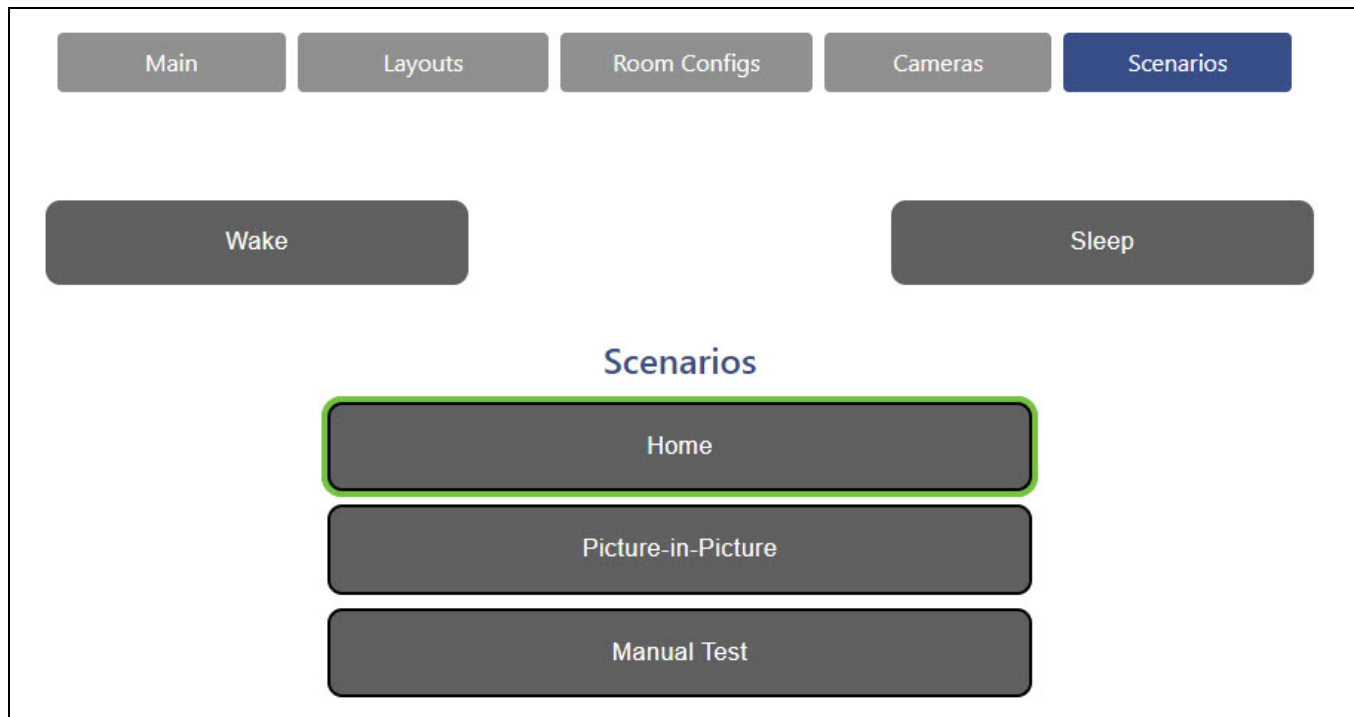 Main Layouts Room Configs Cameras Scenarios
Wake Sleep
Scenarios
Home
Picture-in-Picture
Manual Test